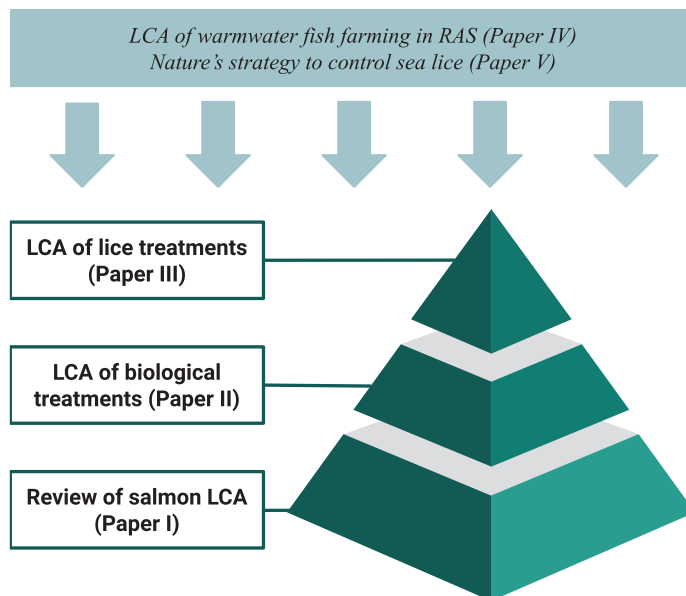 LCA of warmwater fish farming in RAS (Paper IV)
Nature’s strategy to control sea lice (Paper V)
LCA of lice treatments
(Paper III)
LCA of biological
treatments (Paper II)
Review of salmon LCA
(Paper I)